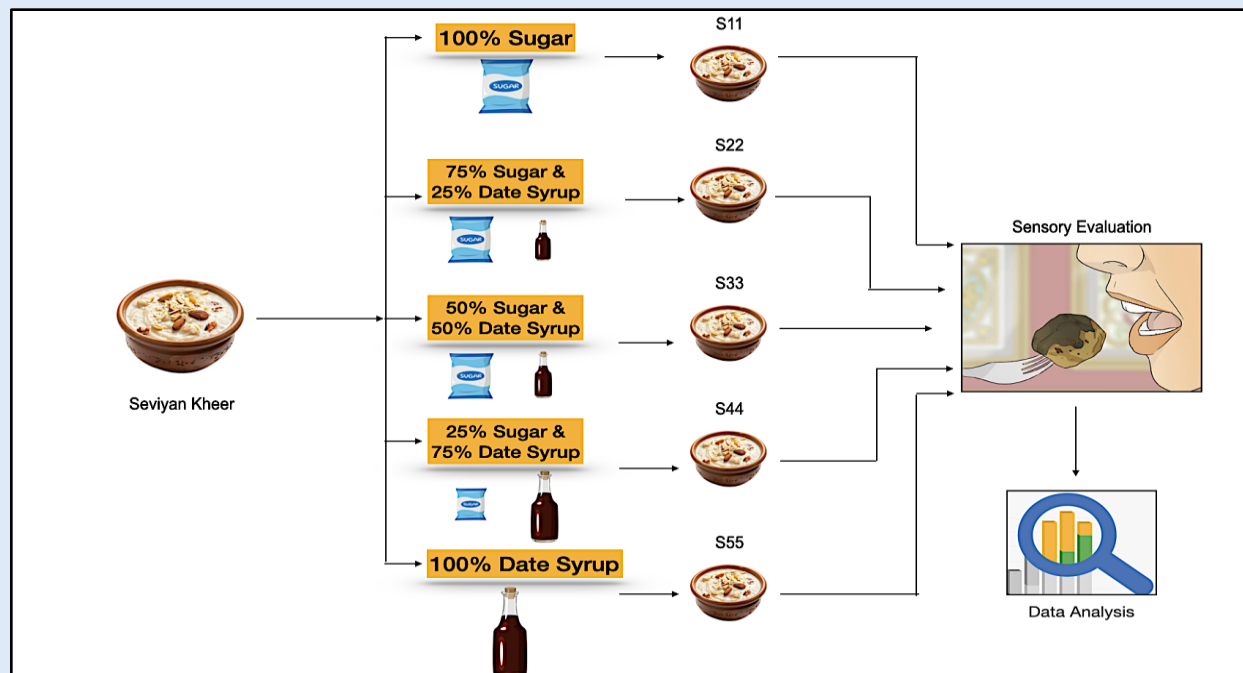 100% Sugar
SUGAR
S11
75% Sugar &
25% Date Syrup
SUGAR
S22
Sensory Evaluation
50% Sugar &
50% Date Syrup
SUGAR
S33
Seviyan Kheer
25% Sugar &
75% Date Syrup
SUGAR
S44
100% Date Syrup
S55
Data Analysis